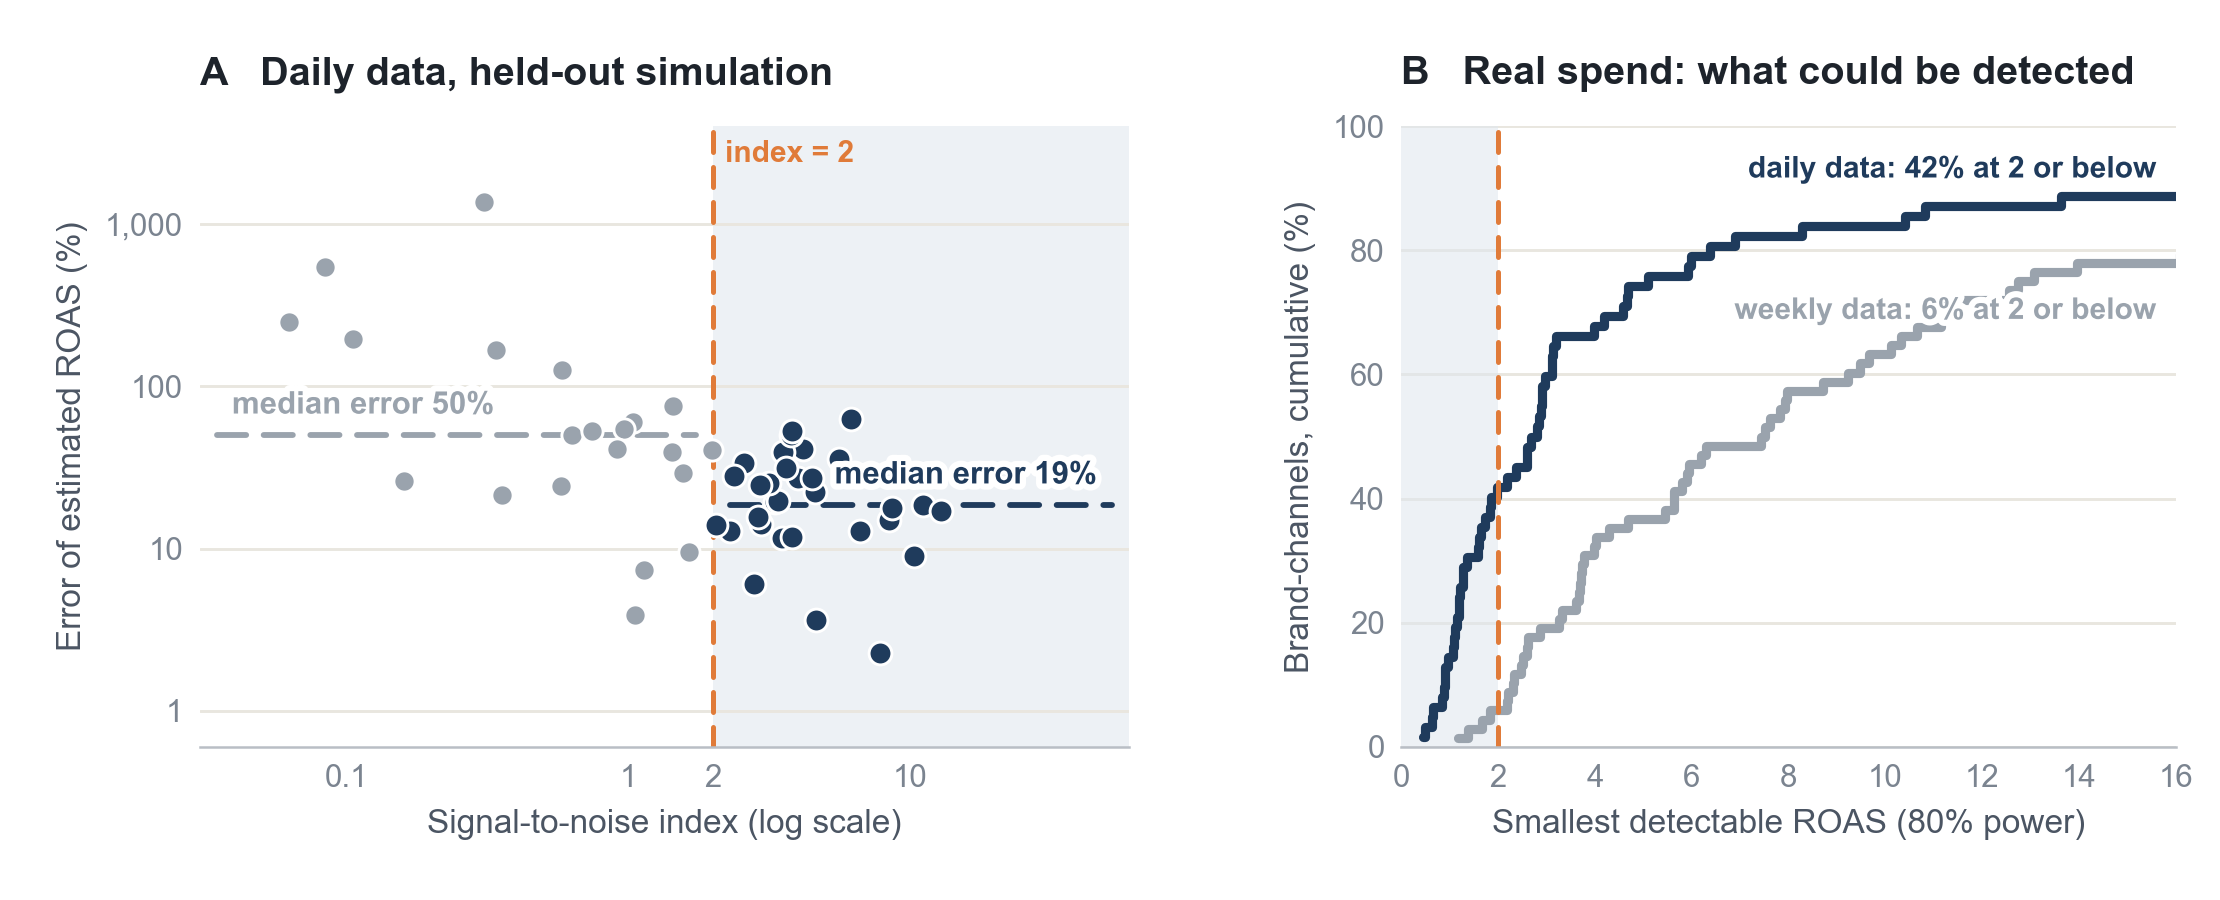 A Daily data, held-out simulation
Error of estimated ROAS (%)
1,000
100
10
1
index = 2
median error 50%
median error 19%
0.1
1
2
10
Signal-to-noise index (log scale)
B Real spend: what could be detected
Brand-channels, cumulative (%)
100
80
60
40
20
0
daily data: 42% at 2 or below
weekly data: 6% at 2 or below
0
2
4
6
8
10
12
14
16
Smallest detectable ROAS (80% power)